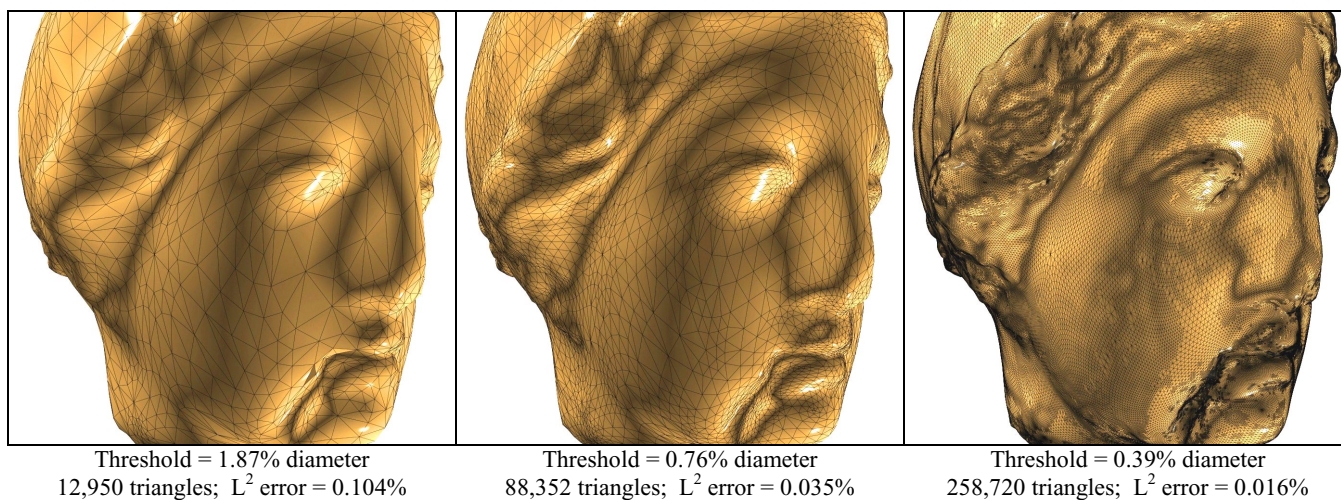 Threshold = 1.87% diameter
12,950 triangles; L² error = 0.104%
Threshold = 0.76% diameter
88,352 triangles; L² error = 0.035%
Threshold = 0.39% diameter
258,720 triangles; L² error = 0.016%